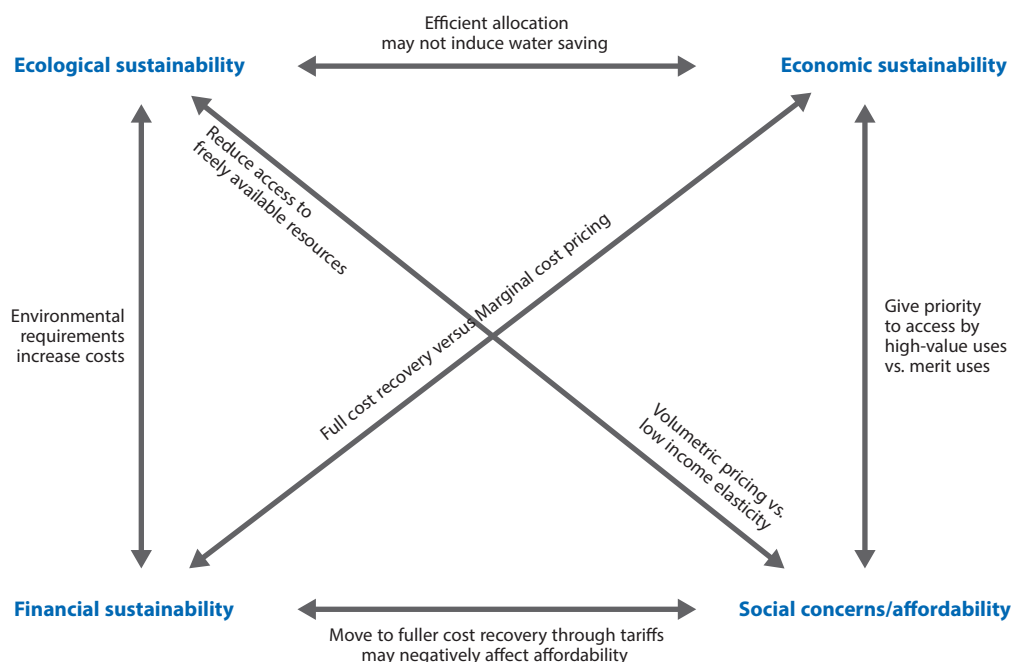 Efficient allocation
may not induce water saving
Ecological sustainability
Economic sustainability
Reduce access to
freely available resources
Full cost recovery versus Marginal cost pricing
Environmental
requirements
increase costs
Give priority
to access by
high-value uses
vs. merit uses
Volumetric pricing vs.
low income elasticity
Financial sustainability
Social concerns/affordability
Move to fuller cost recovery through tariffs
may negatively affect affordability